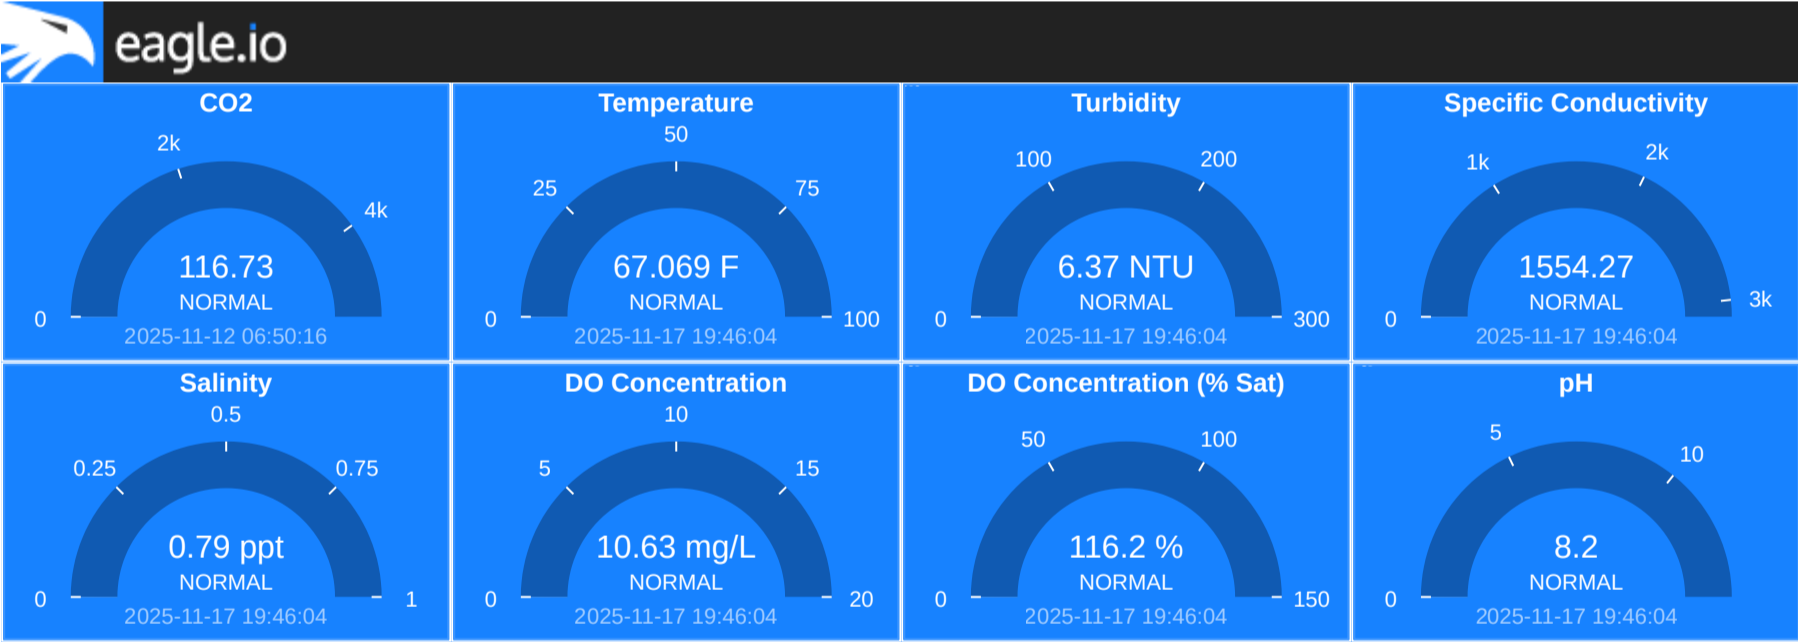 eagle.io
CO2
2k
4k
116.73
NORMAL
0
2025-11-12 06:50:16
Temperature
50
25
75
67.069 F
NORMAL
0
100
2025-11-17 19:46:04
Turbidity
100
200
6.37 NTU
NORMAL
0
300
2025-11-17 19:46:04
Specific Conductivity
2k
1k
1554.27
NORMAL
3k
0
2025-11-17 19:46:04
Salinity
0.5
0.25
0.75
0.79 ppt
NORMAL
0
1
2025-11-17 19:46:04
DO Concentration
10
5
15
10.63 mg/L
NORMAL
0
20
2025-11-17 19:46:04
DO Concentration (% Sat)
50
100
116.2 %
NORMAL
0
150
2025-11-17 19:46:04
pH
5
10
8.2
NORMAL
0
2025-11-17 19:46:04